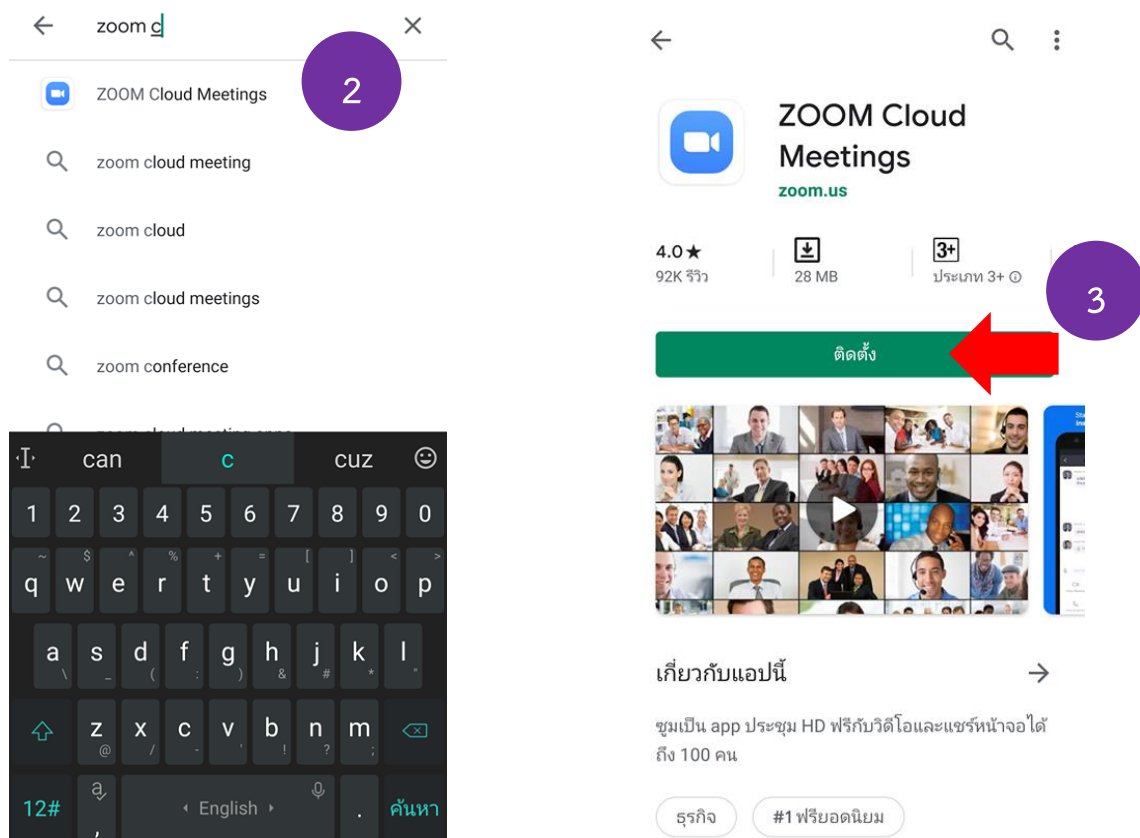 zoom c
ZOOM Cloud Meetings
2
zoom cloud meeting
zoom cloud
zoom cloud meetings
zoom conference
can c cuz
1 2 3 4 5 6 7 8 9 0
~ $ ^ % + = [ ] < >
q w e r t y u i o p
a s d f g h j k l
\ _ ( : ) & # * "
z x c v b n m
@ / - ' ! ? ;
12# , English . ค้นหา
ZOOM Cloud
Meetings
zoom.us
4.0★
92K รีวิว
28 MB
3+
ประเภท 3+
3
ติดตั้ง
เกี่ยวกับแอปนี้
ซูมเป็น app ประชุม HD ฟรีกับวิดีโอและแชร์หน้าจอได้
ถึง 100 คน
ธุรกิจ
#1 ฟรียอดนิยม